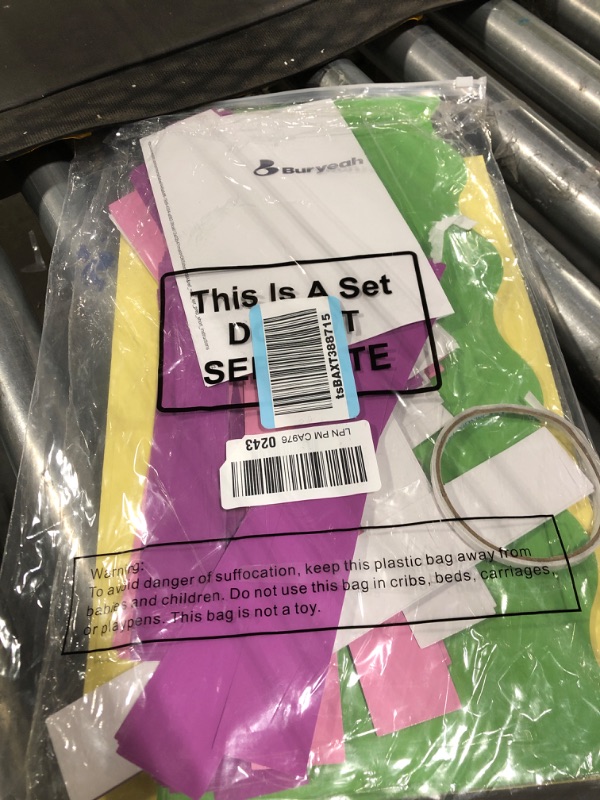 Buryeah
This Is A Set
SE TE
tsBAXT388715
LPN PM CA976 0243
Warning:
To avoid danger of suffocation, keep this plastic bag away from
babies and children. Do not use this bag in cribs, beds, carriages,
or playpens. This bag is not a toy.